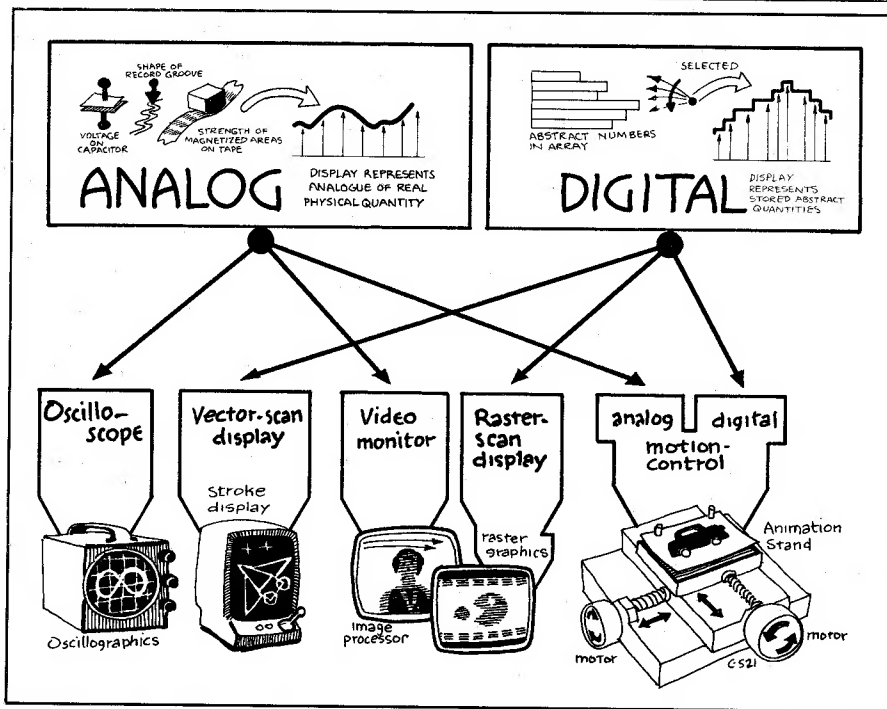 SHAPE OF
RECORD GROOVE
VOLTAGE
ON
CAPACITOR
STRENGTH OF
MAGNETIZED AREAS
ON TAPE
ANALOG
DISPLAY REPRESENTS
ANALOGUE OF REAL
PHYSICAL QUANTITY
SELECTED
ABSTRACT NUMBERS
IN ARRAY
DIGITAL
DISPLAY
REPRESENTS
STORED ABSTRACT
QUANTITIES
Oscillo-
scope
Vector-scan
display
Video
monitor
Raster-
scan
display
analog digital
motion-
control
Stroke
display
raster
graphics
Animation
Stand
Oscillographics
Image
processor
motor
motor